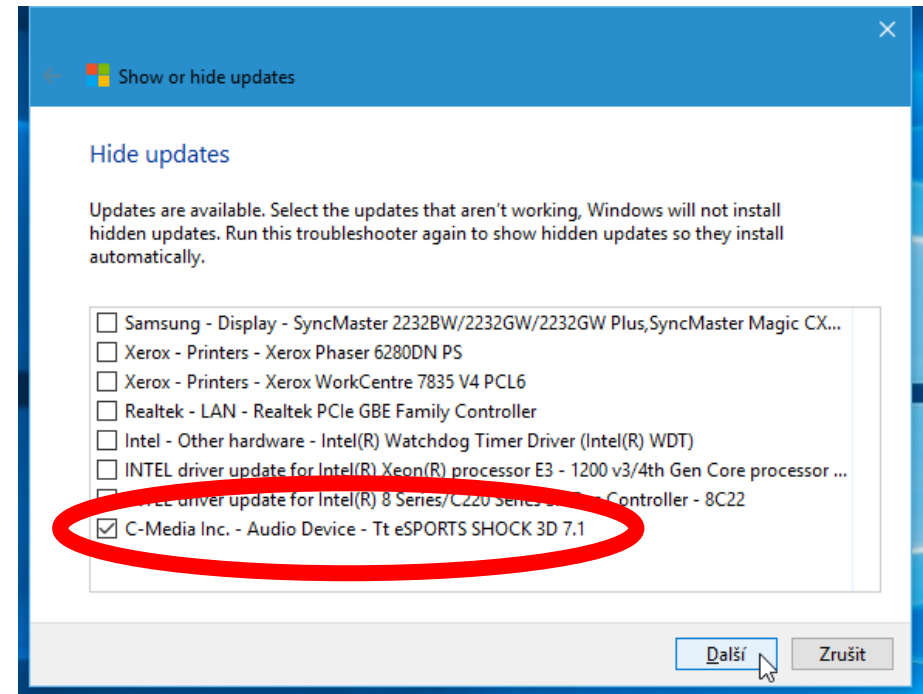 Show or hide updates
Hide updates
Updates are available. Select the updates that aren't working, Windows will not install
hidden updates. Run this troubleshooter again to show hidden updates so they install
automatically.
Samsung - Display - SyncMaster 2232BW/2232GW/2232GW Plus,SyncMaster Magic CX...
Xerox - Printers - Xerox Phaser 6280DN PS
Xerox - Printers - Xerox WorkCentre 7835 V4 PCL6
Realtek - LAN - Realtek PCIe GBE Family Controller
Intel - Other hardware - Intel(R) Watchdog Timer Driver (Intel(R) WDT)
INTEL driver update for Intel(R) Xeon(R) processor E3 - 1200 v3/4th Gen Core processor ...
driver update for Intel(R) 8 Series/C220 Controller - 8C22
C-Media Inc. - Audio Device - Tt eSPORTS SHOCK 3D 7.1
Další Zrušit